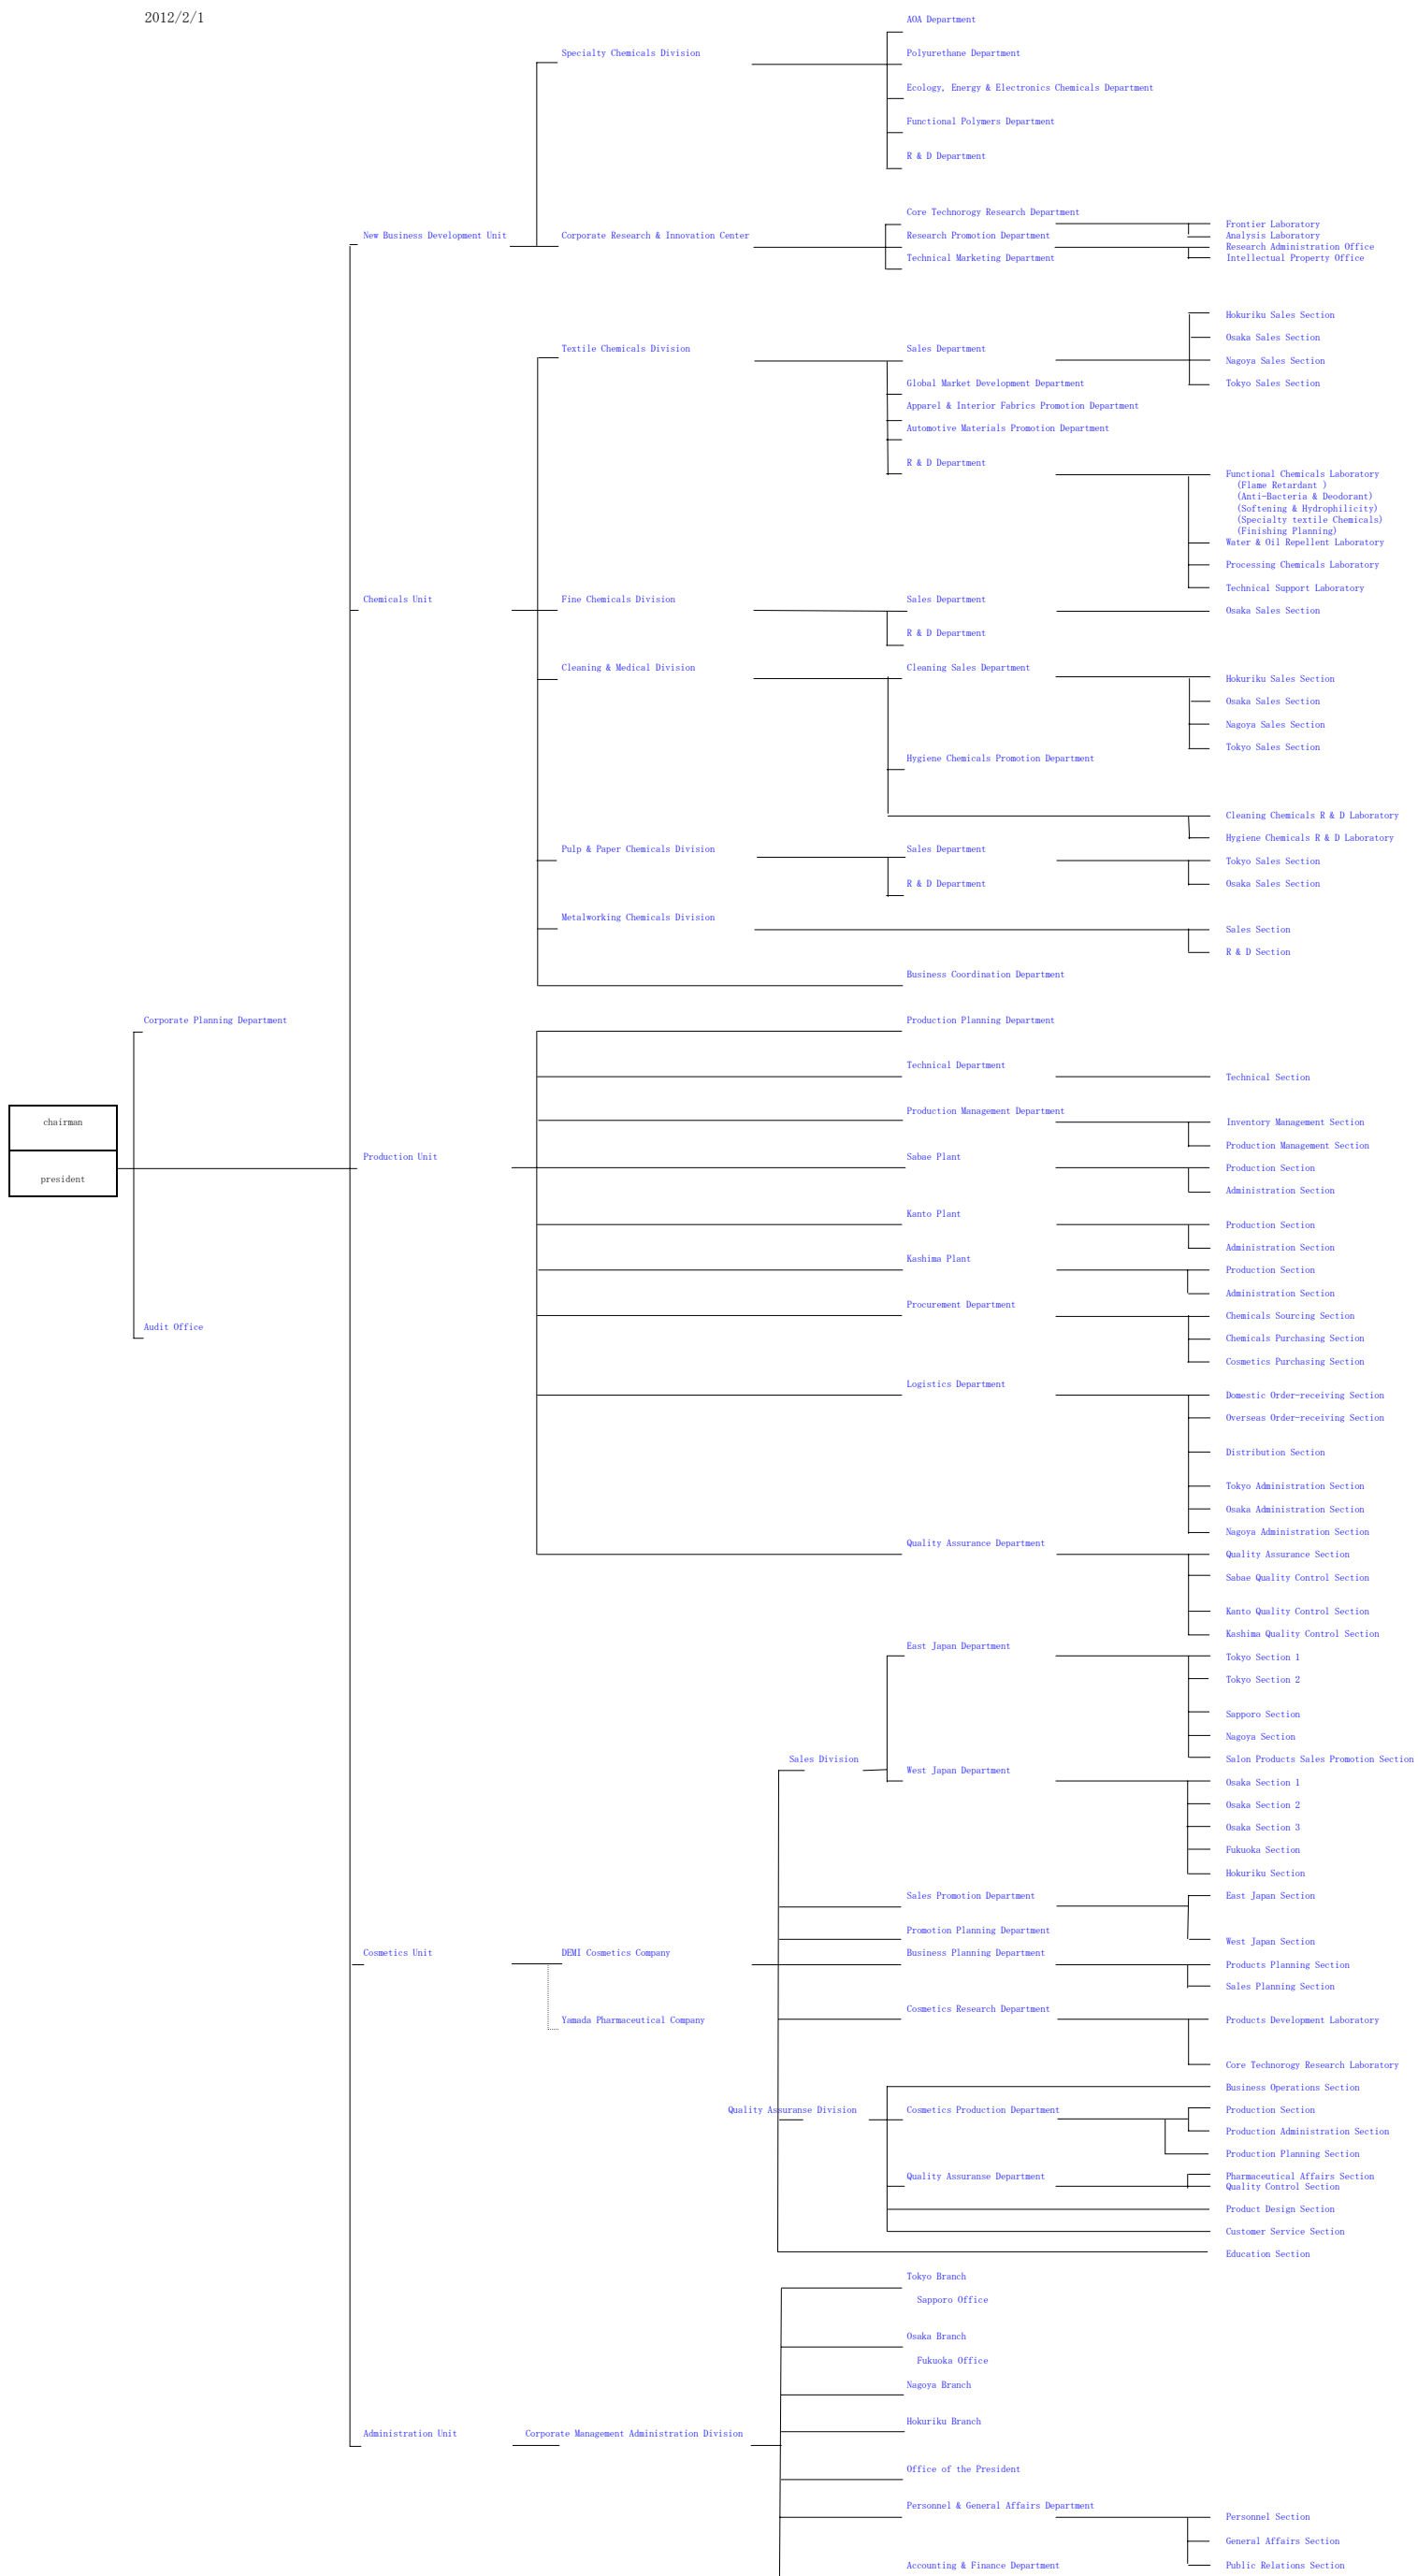 2012/2/1
AOA Department
Specialty Chemicals Division
Polyurethane Department
Ecology, Energy & Electronics Chemicals Department
Functional Polymers Department
R & D Department
Core Technorogy Research Department
Frontier Laboratory
New Business Development Unit
Corporate Research & Innovation Center
Research Promotion Department
Analysis Laboratory
Research Administration Office
Technical Marketing Department
Intellectual Property Office
Hokuriku Sales Section
Osaka Sales Section
Textile Chemicals Division
Sales Department
Nagoya Sales Section
Global Market Development Department
Tokyo Sales Section
Apparel & Interior Fabrics Promotion Department
Automotive Materials Promotion Department
R & D Department
Functional Chemicals Laboratory
(Flame Retardant )
(Anti-Bacteria & Deodorant)
(Softening & Hydrophilicity)
(Specialty textile Chemicals)
(Finishing Planning)
Water & Oil Repellent Laboratory
Processing Chemicals Laboratory
Technical Support Laboratory
Chemicals Unit
Fine Chemicals Division
Sales Department
Osaka Sales Section
R & D Department
Cleaning & Medical Division
Cleaning Sales Department
Hokuriku Sales Section
Osaka Sales Section
Nagoya Sales Section
Tokyo Sales Section
Hygiene Chemicals Promotion Department
Cleaning Chemicals R & D Laboratory
Hygiene Chemicals R & D Laboratory
Pulp & Paper Chemicals Division
Sales Department
Tokyo Sales Section
R & D Department
Osaka Sales Section
Metalworking Chemicals Division
Sales Section
R & D Section
Business Coordination Department
Corporate Planning Department
Production Planning Department
Technical Department
Technical Section
chairman
Production Management Department
Inventory Management Section
Production Management Section
Production Unit
Sabae Plant
Production Section
president
Administration Section
Kanto Plant
Production Section
Administration Section
Kashima Plant
Production Section
Administration Section
Procurement Department
Chemicals Sourcing Section
Audit Office
Chemicals Purchasing Section
Cosmetics Purchasing Section
Logistics Department
Domestic Order-receiving Section
Overseas Order-receiving Section
Distribution Section
Tokyo Administration Section
Osaka Administration Section
Nagoya Administration Section
Quality Assurance Department
Quality Assurance Section
Sabae Quality Control Section
Kanto Quality Control Section
Kashima Quality Control Section
East Japan Department
Tokyo Section 1
Tokyo Section 2
Sapporo Section
Nagoya Section
Sales Division
Salon Products Sales Promotion Section
West Japan Department
Osaka Section 1
Osaka Section 2
Osaka Section 3
Fukuoka Section
Hokuriku Section
Sales Promotion Department
East Japan Section
Promotion Planning Department
West Japan Section
Cosmetics Unit
DEMI Cosmetics Company
Business Planning Department
Products Planning Section
Sales Planning Section
Cosmetics Research Department
Yamada Pharmaceutical Company
Products Development Laboratory
Core Technorogy Research Laboratory
Business Operations Section
Quality Assuranse Division
Cosmetics Production Department
Production Section
Production Administration Section
Production Planning Section
Quality Assuranse Department
Pharmaceutical Affairs Section
Quality Control Section
Product Design Section
Customer Service Section
Education Section
Tokyo Branch
Sapporo Office
Osaka Branch
Fukuoka Office
Nagoya Branch
Hokuriku Branch
Administration Unit
Corporate Management Administration Division
Office of the President
Personnel & General Affairs Department
Personnel Section
General Affairs Section
Accounting & Finance Department
Public Relations Section